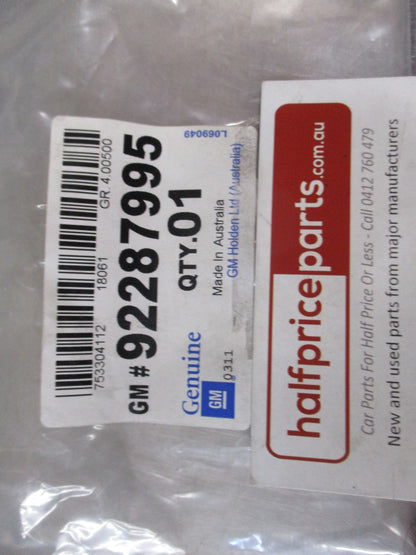 753304112 18061 GR. 4.00500
GM # 92287995
QTY. 01
Genuine
GM
Made In Australia
GM Holden Ltd (Australia)
0311
L069049
halfpriceparts.com.au
Car Parts For Half Price Or Less - Call 0412 760 479
New and used parts from major manufacturers